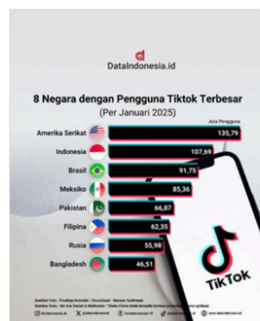 DataIndonesia.id
8 Negara dengan Pengguna Tiktok Terbesar
(Per Januari 2025)
Juta Pengguna
Amerika Serikat 135,79
Indonesia 107,69
Brasil 91,75
Meksiko 85,36
Pakistan 66,87
Filipina 62,35
Rusia 55,98
Bangladesh 46,51
TikTok